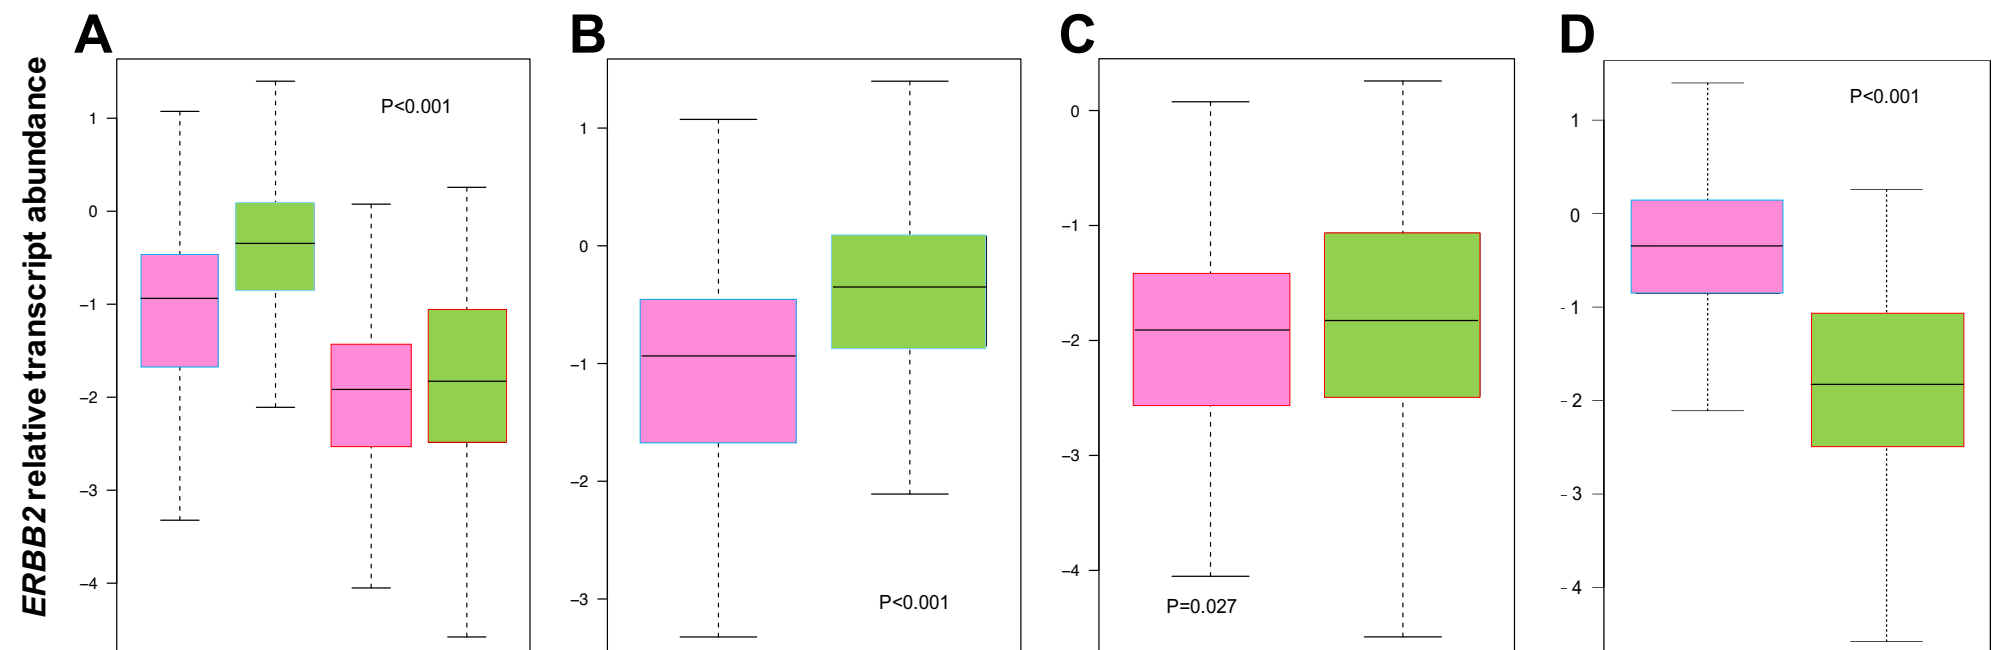 A
B
C
D
ERBB2 relative transcript abundance
1
0
−1
−2
−3
−4
P<0.001
1
0
−1
−2
−3
P<0.001
0
−1
−2
−3
−4
P=0.027
1
0
- 1
- 2
- 3
- 4
P<0.001